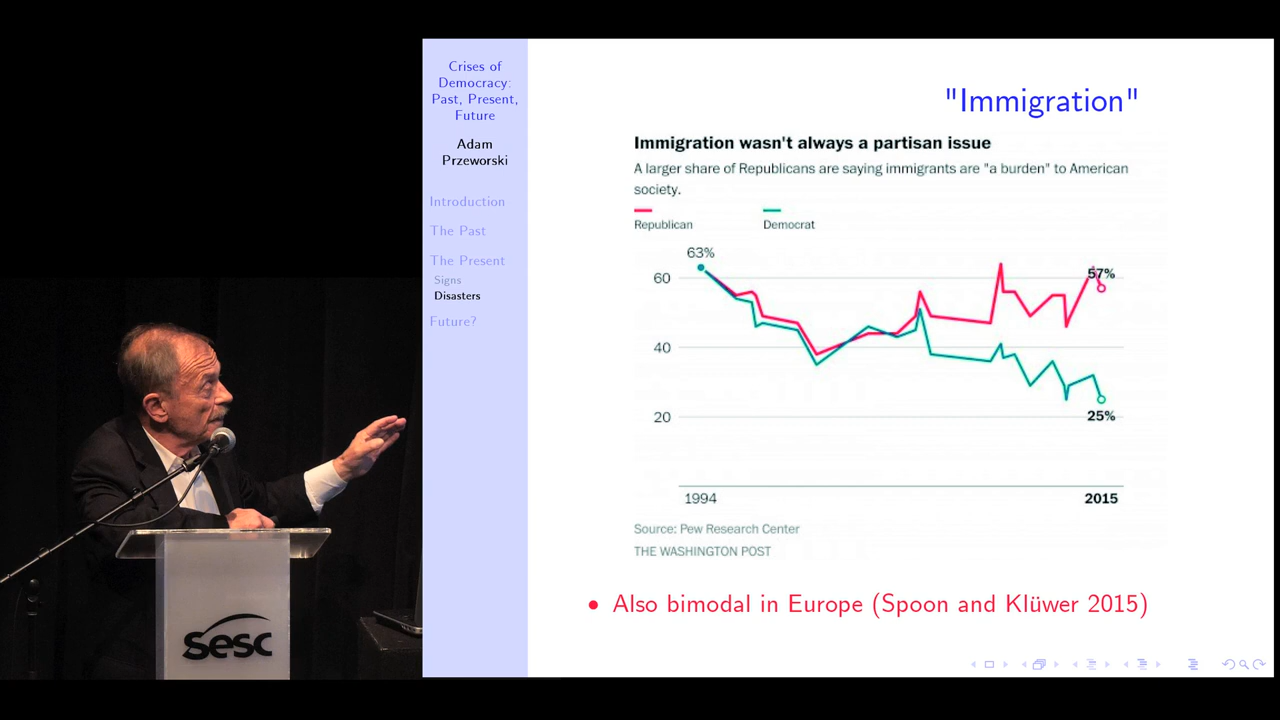 Crises of
Democracy:
Past, Present,
Future
Adam
Przeworski
Introduction
The Past
The Present
Signs
Disasters
Future?
"Immigration"
Immigration wasn't always a partisan issue
A larger share of Republicans are saying immigrants are "a burden" to American
society.
Republican
Democrat
63%
57%
60
40
20
25%
1994
2015
Source: Pew Research Center
THE WASHINGTON POST
• Also bimodal in Europe (Spoon and Klüwer 2015)
sesc